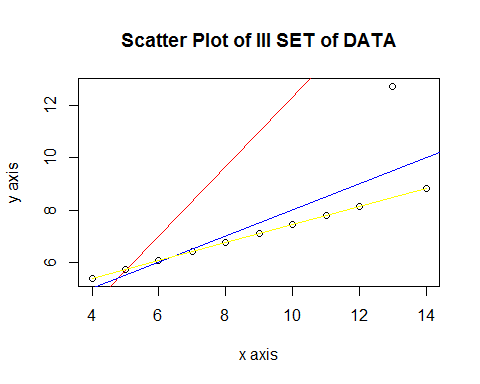 Scatter Plot of III SET of DATA
y axis
12
10
8
6
4 6 8 10 12 14
x axis